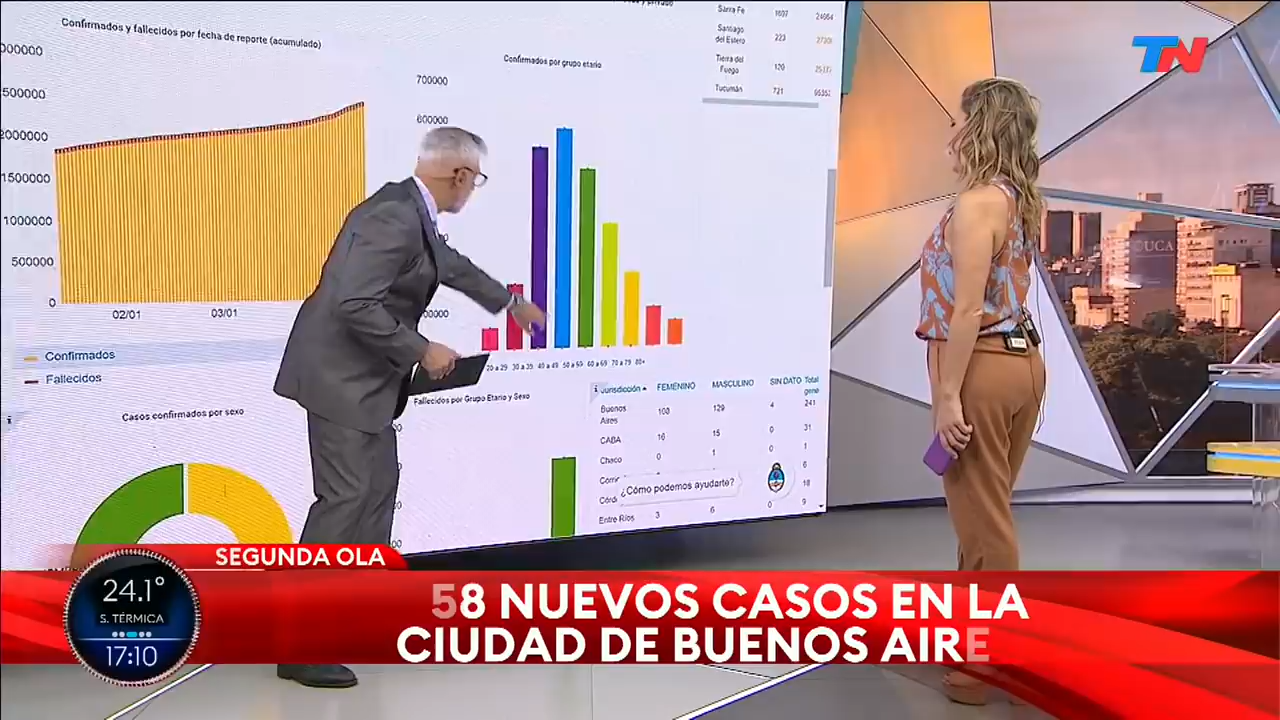 TN
Confirmados y fallecidos por fecha de reporte (acumulado)
500000
0
02/01
03/01
Confirmados
Fallecidos
Casos confirmados por sexo
Confirmados por grupo etario
700000
600000
20 a 29
30 a 39
40 a 49
50 a 59
60 a 69
70 a 79
80+
Fallecidos por Grupo Etario y Sexo
Santa Fe 1607
Santiago
del Estero 223
Tierra del
Fuego 120
Tucumán 721
Jurisdicción FEMENINO MASCULINO SIN DATO Total
Buenos
Aires 100 129 4 241
CABA 16 15 0 31
Chaco 0 1 0 1
6
18
¿Cómo podemos ayudarte?
Entre Ríos 3 6 0 9
UCA
SEGUNDA OLA
58 NUEVOS CASOS EN LA
CIUDAD DE BUENOS AIRE
24.1°
S. TÉRMICA
17:10